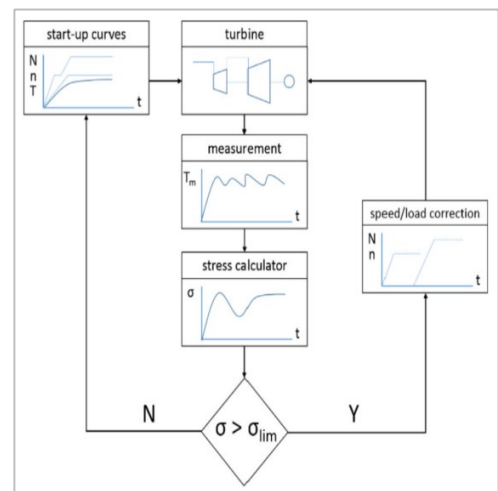 start-up curves
N
n
T
t
turbine
measurement
Tm
t
speed/load correction
N
n
t
stress calculator
σ
t
N
Y
σ > σlim